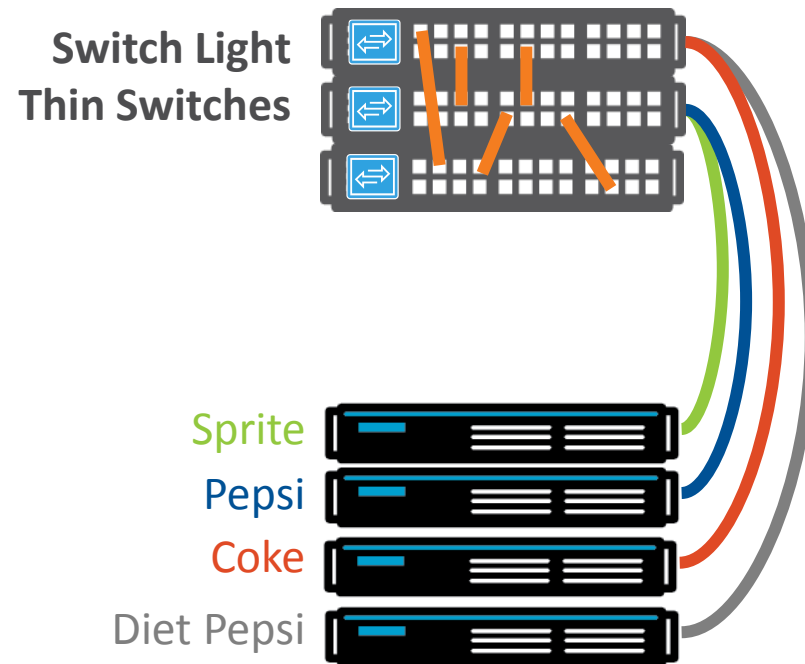 Switch Light
Thin Switches
Sprite
Pepsi
Coke
Diet Pepsi